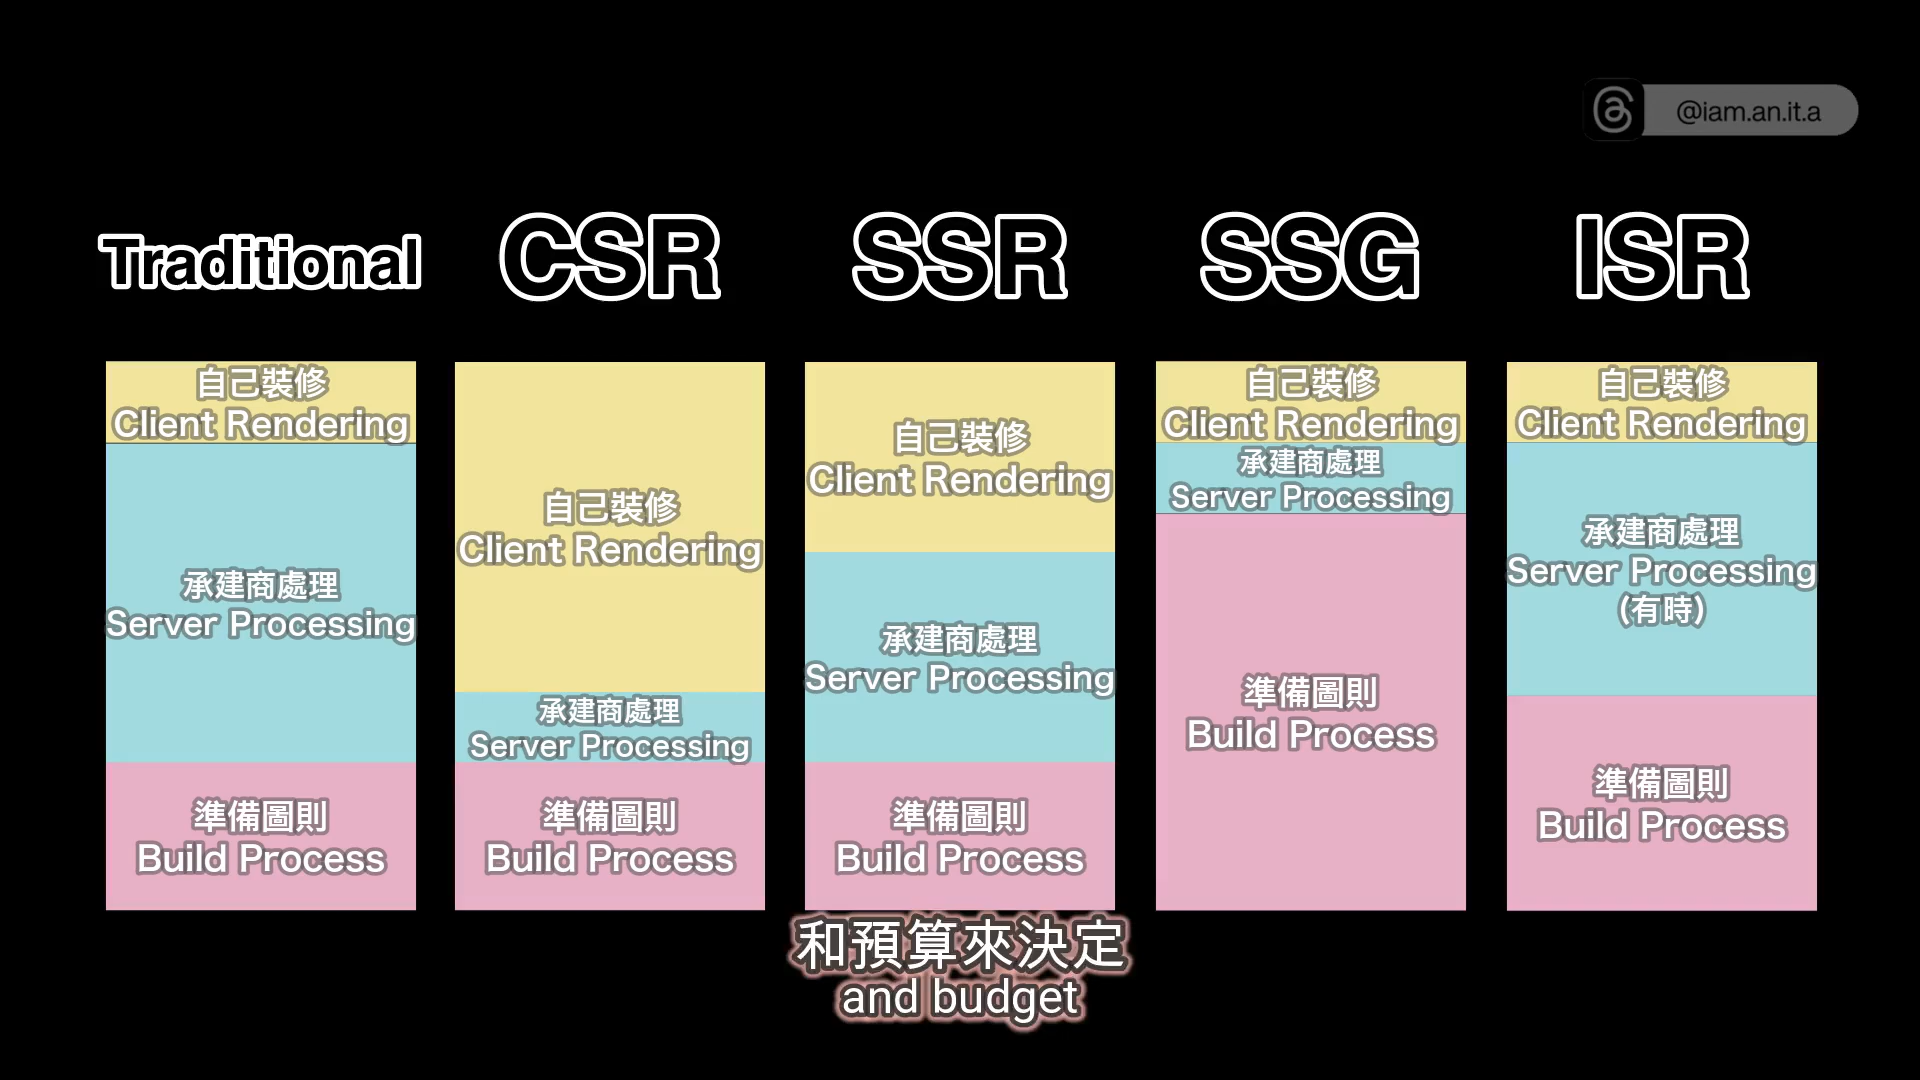 @iam.an.it.a
Traditional
CSR
SSR
SSG
ISR
自己裝修
Client Rendering
承建商處理
Server Processing
準備圖則
Build Process
自己裝修
Client Rendering
承建商處理
Server Processing
準備圖則
Build Process
自己裝修
Client Rendering
承建商處理
Server Processing
準備圖則
Build Process
自己裝修
Client Rendering
承建商處理
Server Processing
準備圖則
Build Process
自己裝修
Client Rendering
承建商處理
Server Processing
(有時)
準備圖則
Build Process
和預算來決定
and budget